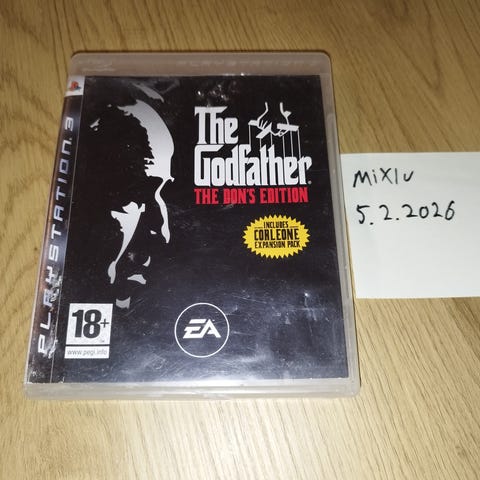 PLAYSTATION 3
The
Godfather
THE DON'S EDITION
INCLUDES
CORLEONE
EXPANSION PACK
18+
www.pegi.info
EA
Mixlu
5.2.2026